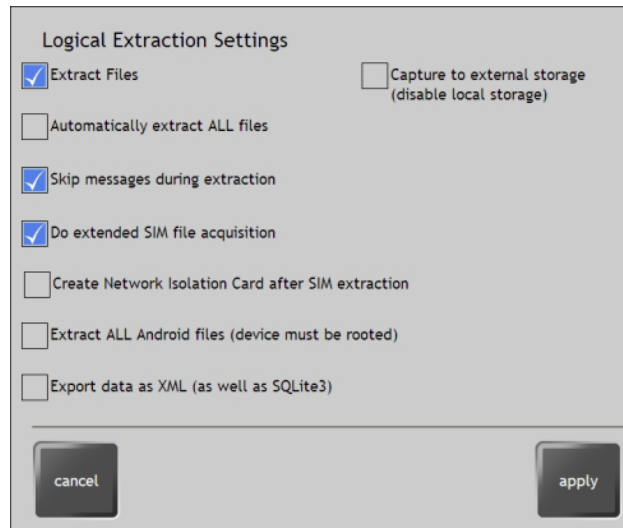 Logical Extraction Settings
Extract Files
Capture to external storage
(disable local storage)
Automatically extract ALL files
Skip messages during extraction
Do extended SIM file acquisition
Create Network Isolation Card after SIM extraction
Extract ALL Android files (device must be rooted)
Export data as XML (as well as SQLite3)
cancel
apply